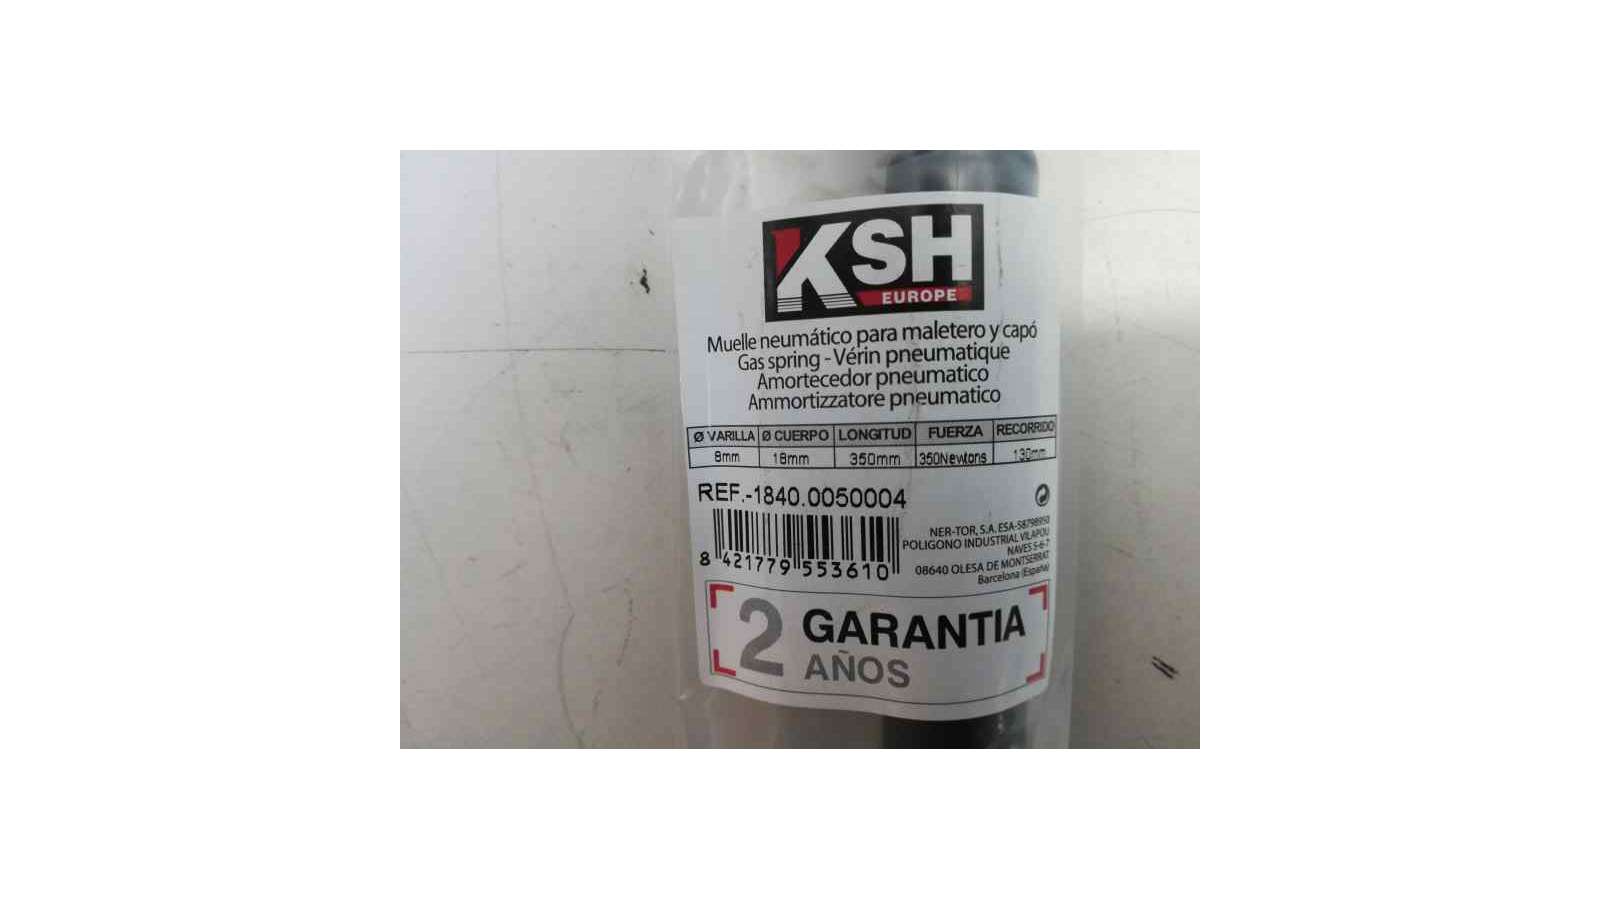 KSH
EUROPE
Muelle neumático para maletero y capó
Gas spring - Vérin pneumatique
Amortecedor pneumatico
Ammortizzatore pneumatico
Ø VARILLA Ø CUERPO LONGITUD FUERZA RECORRIDO
8mm 18mm 350mm 350Newtons 130mm
REF.-1840.0050004
NER-TOR, S.A. ESA-58798950
POLIGONO INDUSTRIAL VILAPOU
NAVES 5-6-7
08640 OLESA DE MONTSERRAT
Barcelona (España)
8 421779 553610
2 GARANTIA
AÑOS